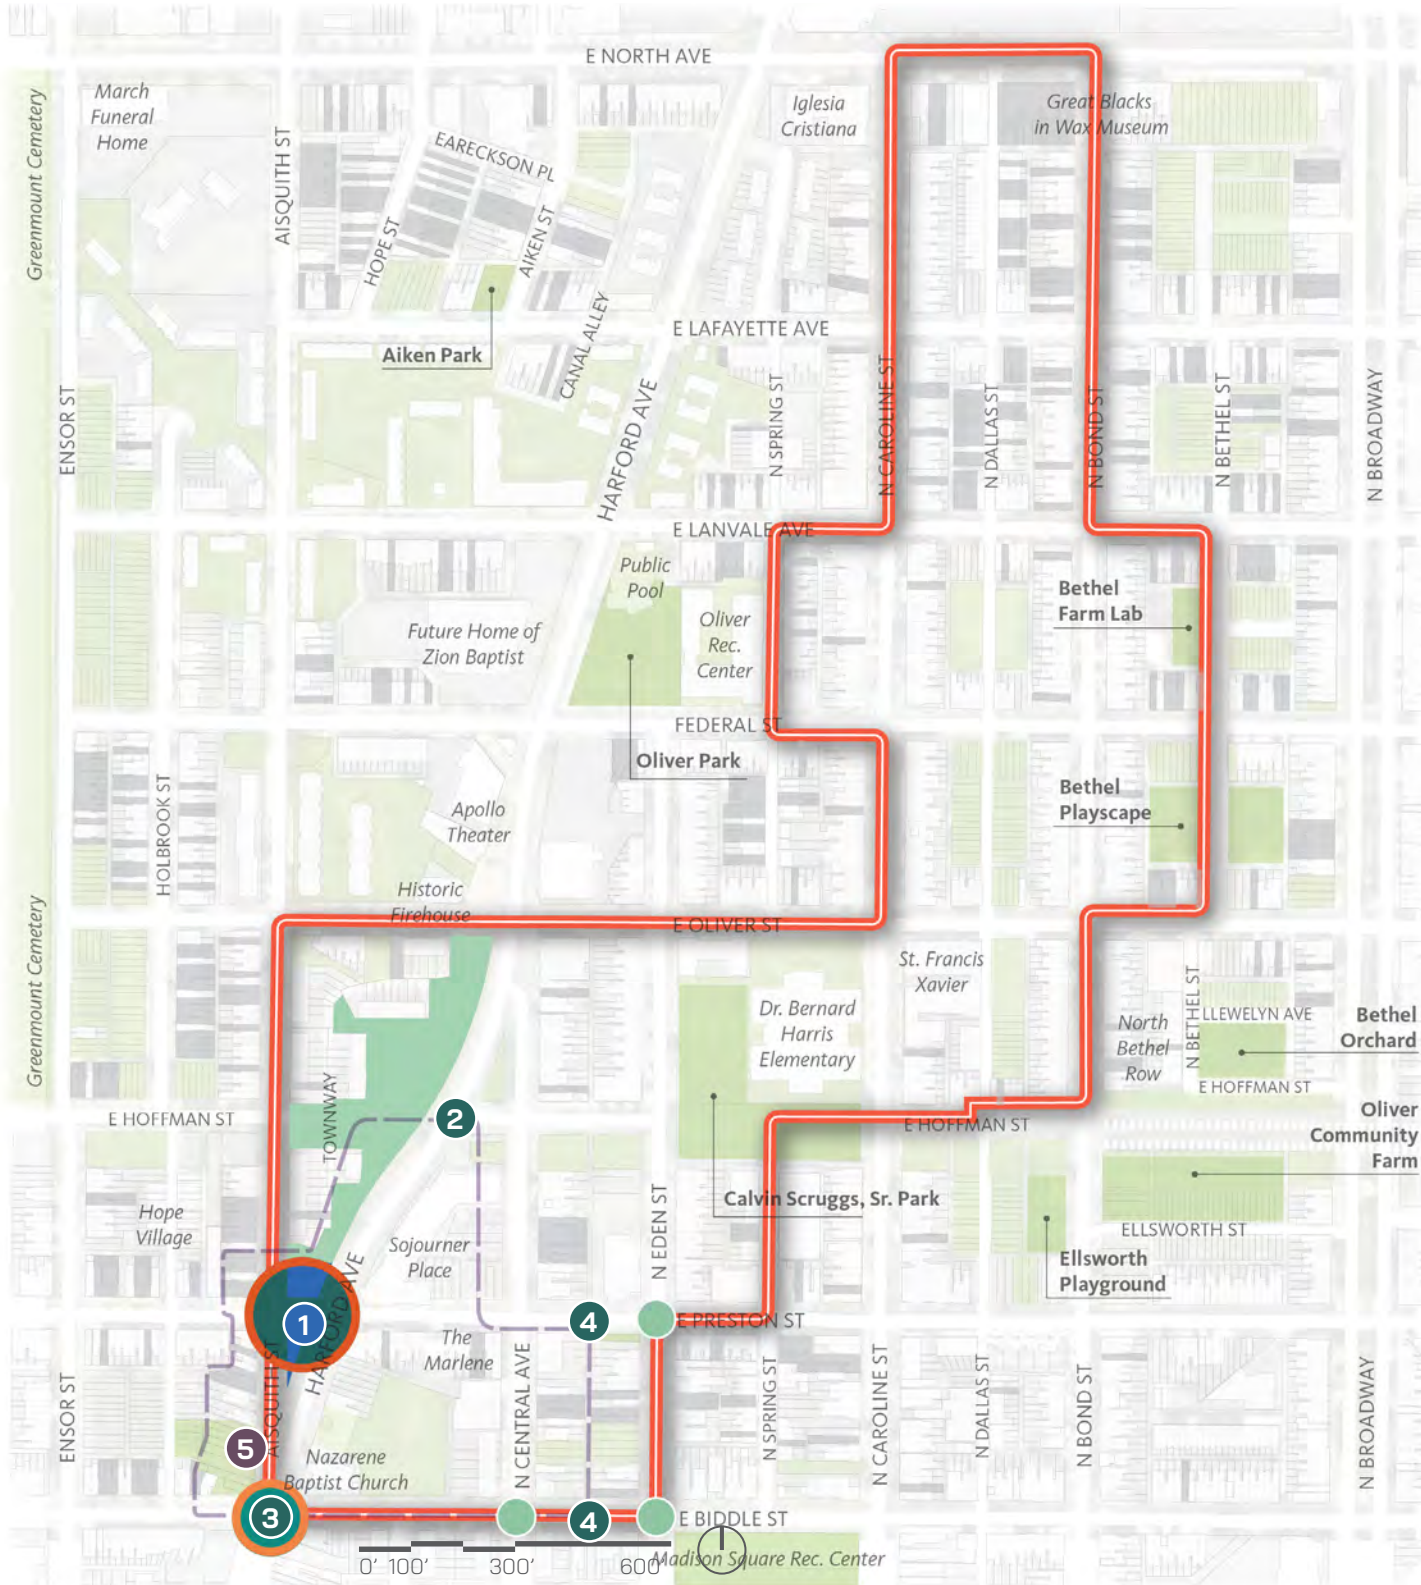 E NORTH AVE
March
Funeral
Home
Greenmount Cemetery
AISQUITH ST
EARECKSON PL
HOPE ST
AIKEN ST
Iglesia
Cristiana
Great Blacks
in Wax Museum
E LAFAYETTE AVE
Aiken Park
CANAL ALLEY
HARFORD AVE
ENSOR ST
N SPRING ST
N CAROLINE ST
N DALLAS ST
N BOND ST
N BETHEL ST
N BROADWAY
E LANVALE AVE
Public
Pool
Oliver
Rec.
Center
Future Home of
Zion Baptist
Bethel
Farm Lab
FEDERAL ST
Oliver Park
HOLBROOK ST
Apollo
Theater
Bethel
Playscape
Historic
Firehouse
E OLIVER ST
Greenmount Cemetery
St. Francis
Xavier
Dr. Bernard
Harris
Elementary
North
Bethel
Row
N BETHEL ST
LLEWELYN AVE
Bethel
Orchard
E HOFFMAN ST
E HOFFMAN ST
TOWNWAY
2
E HOFFMAN ST
Oliver
Community
Farm
Calvin Scruggs, Sr. Park
N EDEN ST
ELLSWORTH ST
Hope
Village
Sojourner
Place
Ellsworth
Playground
1
HARFORD AVE
4
E PRESTON ST
The
Marlene
ENSOR ST
AISQUITH ST
N CENTRAL AVE
N SPRING ST
N CAROLINE ST
N DALLAS ST
N BOND ST
N BROADWAY
5
Nazarene
Baptist Church
3
4
E BIDDLE ST
0' 100' 300' 600'
Madison Square Rec. Center